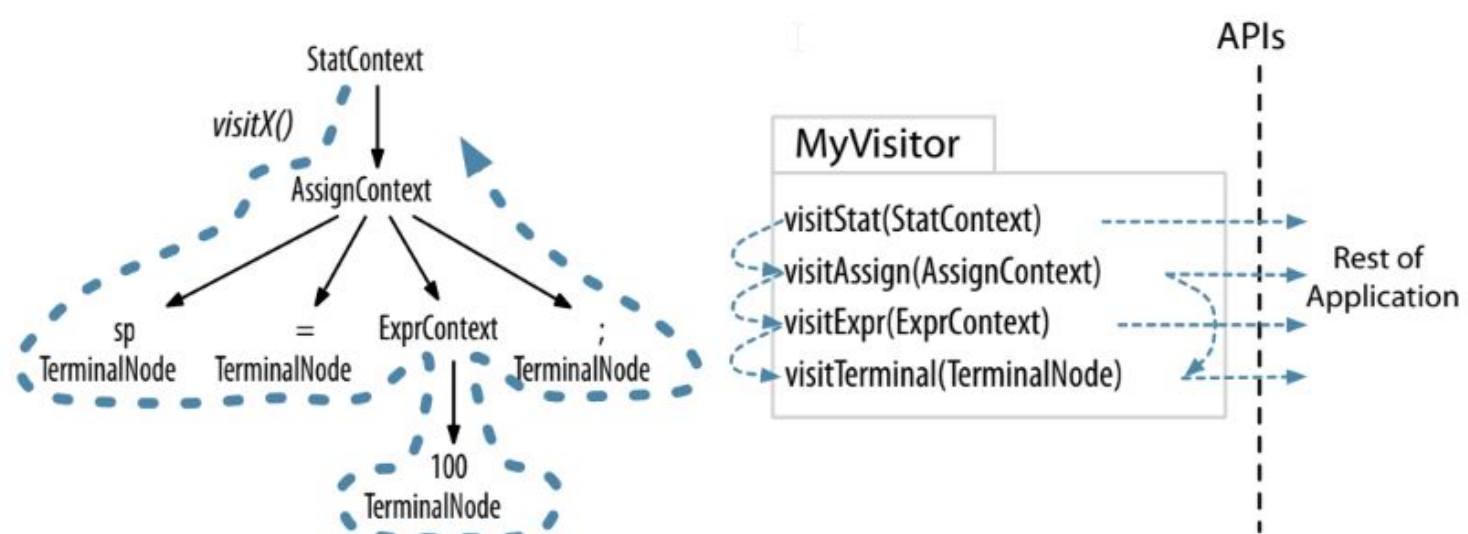 StatContext
visitX()
AssignContext
sp
TerminalNode
=
TerminalNode
ExprContext
;
TerminalNode
100
TerminalNode
APIs
MyVisitor
visitStat(StatContext)
visitAssign(AssignContext)
visitExpr(ExprContext)
visitTerminal(TerminalNode)
Rest of
Application